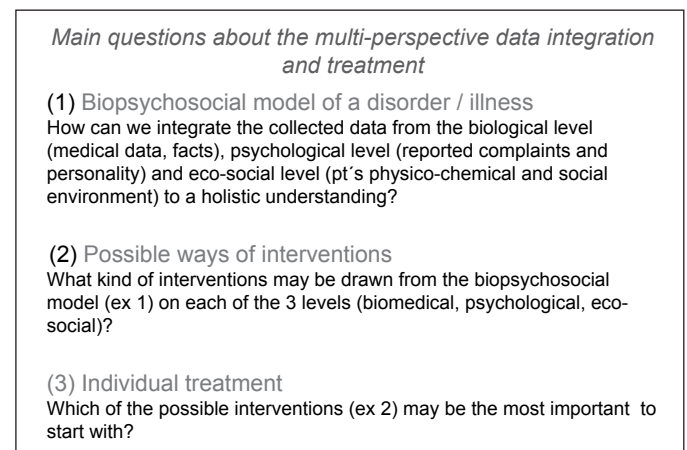 Main questions about the multi-perspective data integration
and treatment
(1) Biopsychosocial model of a disorder / illness
How can we integrate the collected data from the biological level
(medical data, facts), psychological level (reported complaints and
personality) and eco-social level (pt´s physico-chemical and social
environment) to a holistic understanding?
(2) Possible ways of interventions
What kind of interventions may be drawn from the biopsychosocial
model (ex 1) on each of the 3 levels (biomedical, psychological, eco-
social)?
(3) Individual treatment
Which of the possible interventions (ex 2) may be the most important to
start with?